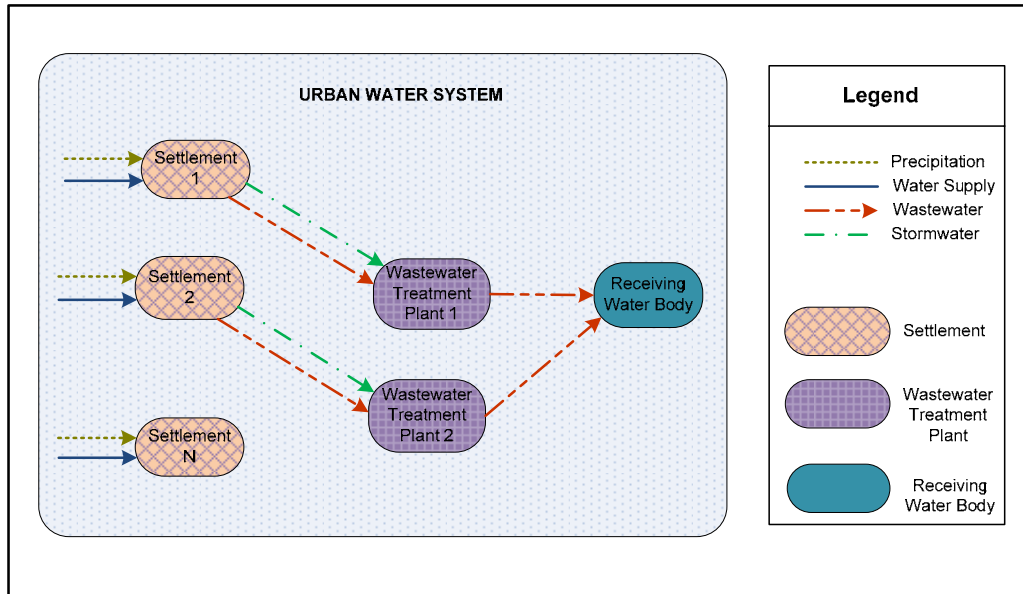 URBAN WATER SYSTEM
Settlement
1
Settlement
2
Settlement
N
Wastewater
Treatment
Plant 1
Wastewater
Treatment
Plant 2
Receiving
Water Body
Legend
Precipitation
Water Supply
Wastewater
Stormwater
Settlement
Wastewater
Treatment
Plant
Receiving
Water Body